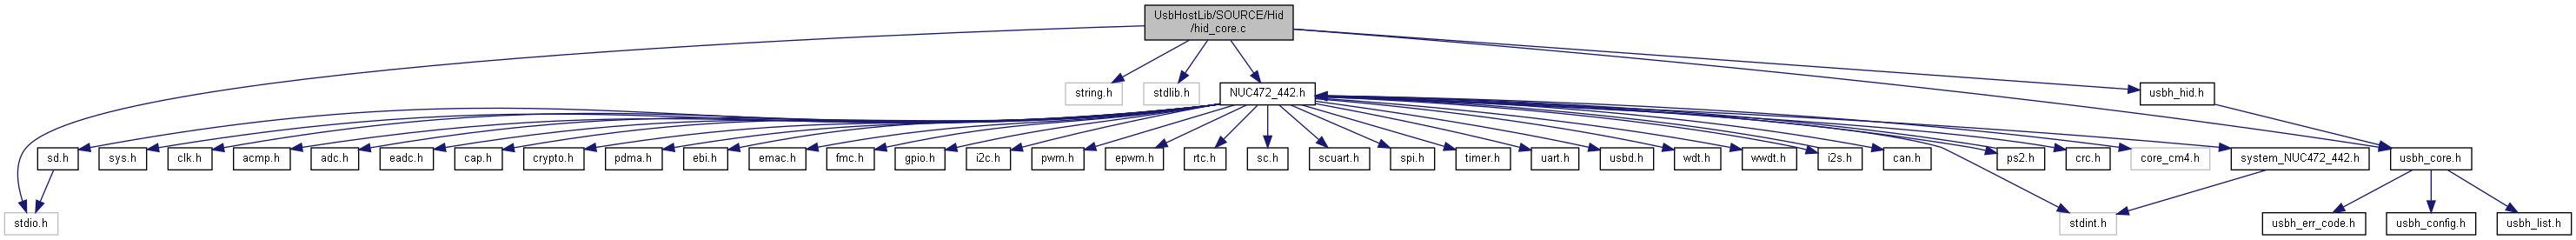 UsbHostLib/SOURCE/Hid
/hid_core.c
string.h
stdlib.h
NUC472_442.h
usbh_hid.h
sd.h
sys.h
clk.h
acmp.h
adc.h
eadc.h
cap.h
crypto.h
pdma.h
ebi.h
emac.h
fmc.h
gpio.h
i2c.h
pwm.h
epwm.h
rtc.h
sc.h
scuart.h
spi.h
timer.h
uart.h
usbd.h
wdt.h
wwdt.h
i2s.h
can.h
ps2.h
crc.h
core_cm4.h
system_NUC472_442.h
usbh_core.h
stdio.h
stdint.h
usbh_err_code.h
usbh_config.h
usbh_list.h